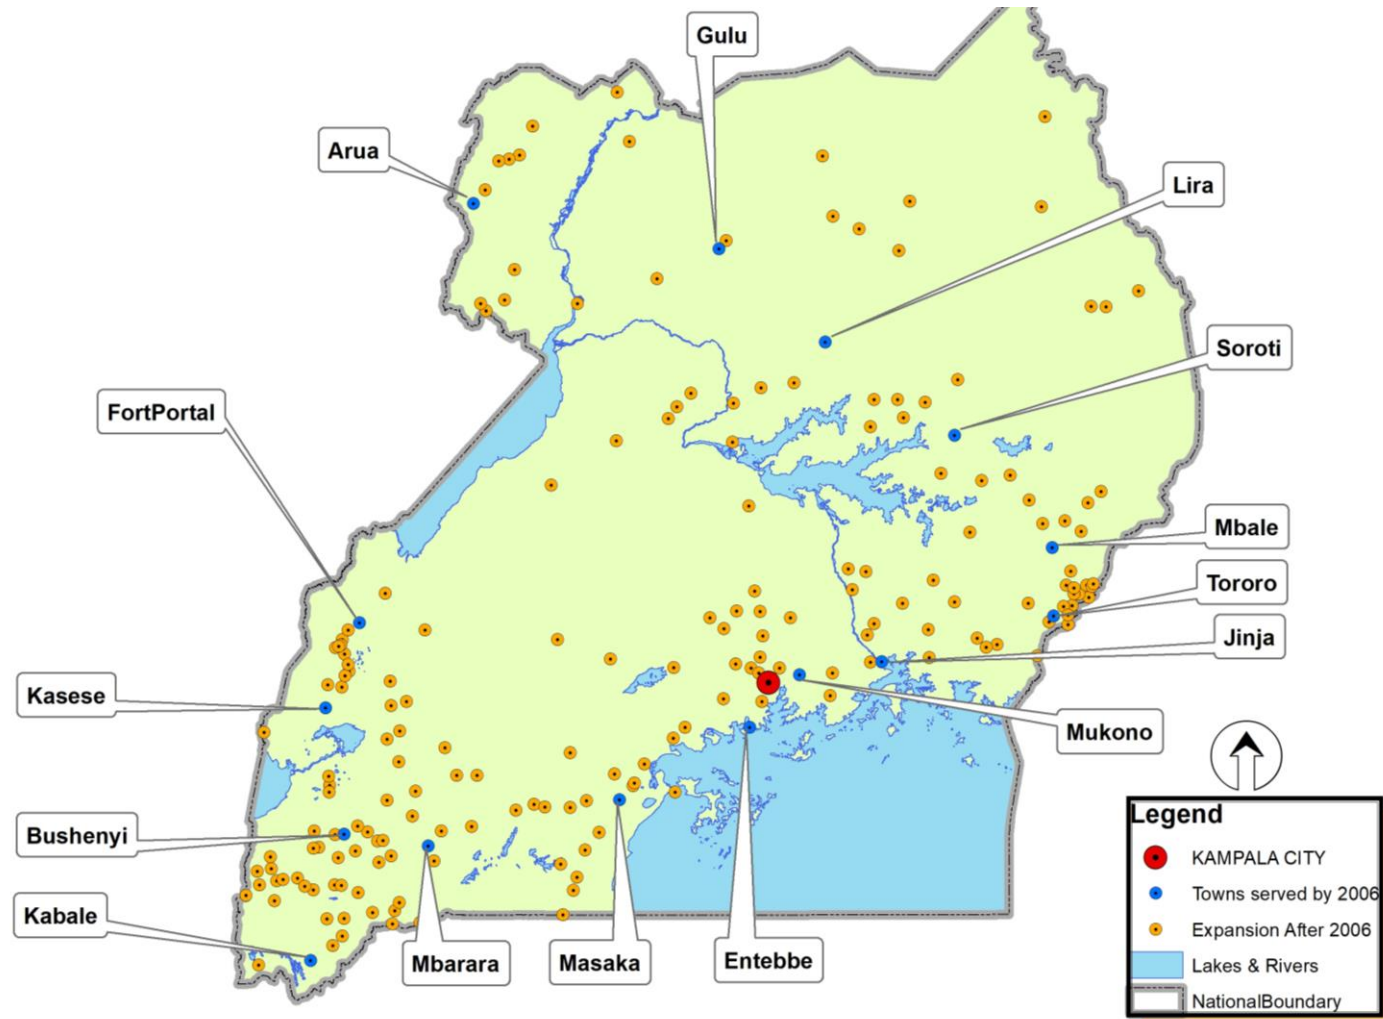 Gulu
Arua
Lira
Soroti
FortPortal
Mbale
Tororo
Jinja
Kasese
Mukono
Bushenyi
Kabale
Mbarara
Masaka
Entebbe
Legend
KAMPALA CITY
Towns served by 2006
Expansion After 2006
Lakes & Rivers
NationalBoundary